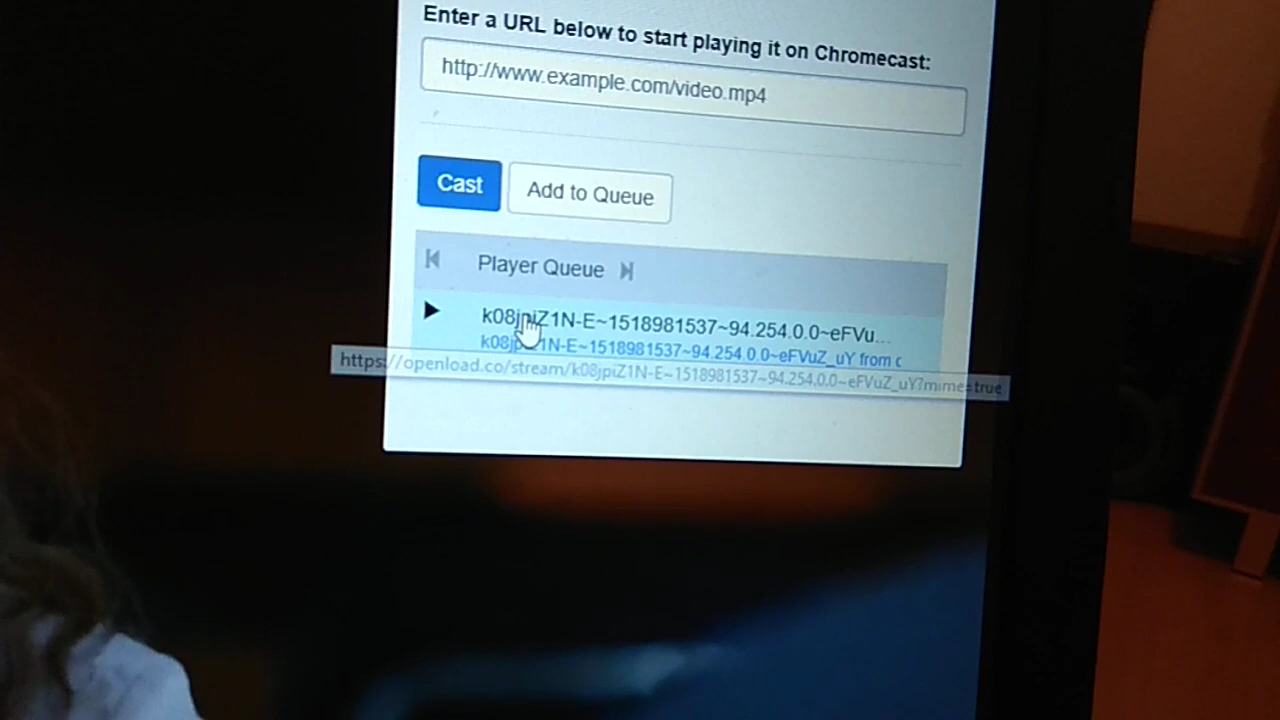 Enter a URL below to start playing it on Chromecast:
http://www.example.com/video.mp4
Cast
Add to Queue
Player Queue
k08jpiZ1N-E~1518981537~94.254.0.0~eFVu...
k08jpiZ1N-E~1518981537~94.254.0.0~eFVuZ_uY from c
https://openload.co/stream/k08jpiZ1N-E~1518981537~94.254.0.0~eFVuZ_uY?mime=true